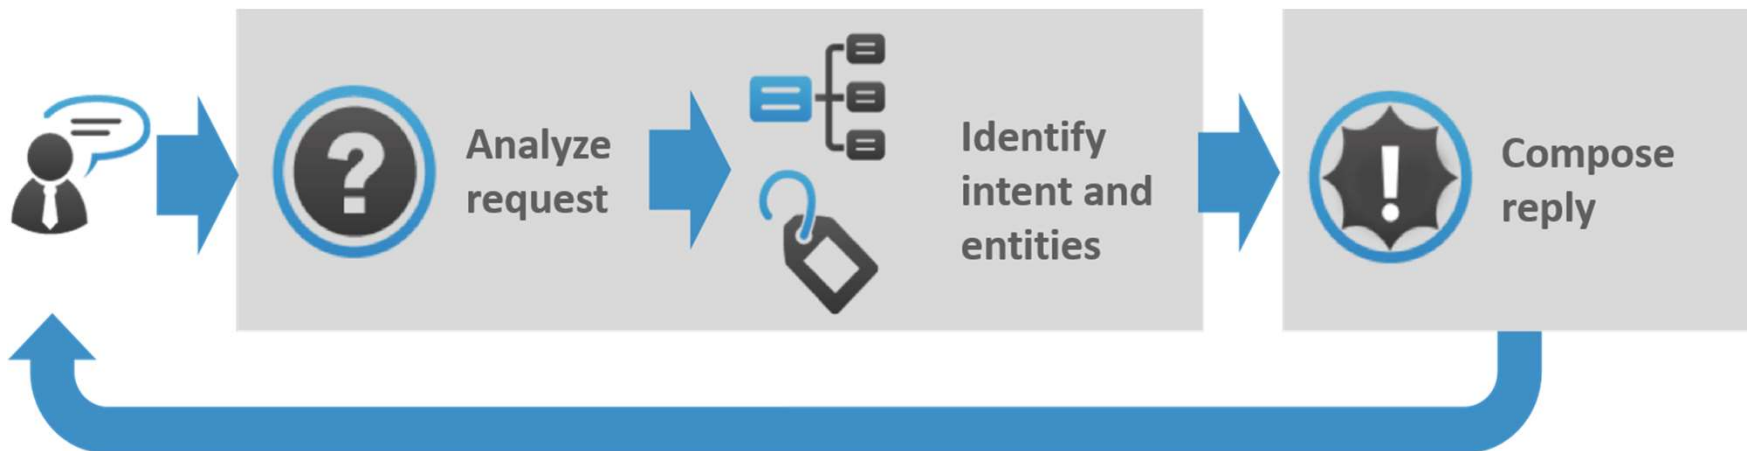 Analyze
request
Identify
intent and
entities
Compose
reply